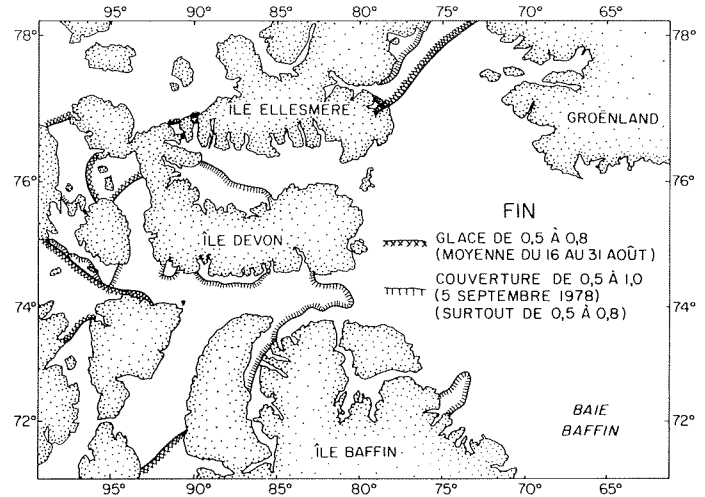 95° 90° 85° 80° 75° 70° 65°
78° 78°
ÎLE ELLESMERE
GROËNLAND
76° 76°
FIN
ÎLE DEVON
GLACE DE 0,5 À 0,8
(MOYENNE DU 16 AU 31 AOÛT)
COUVERTURE DE 0,5 À 1,0
(5 SEPTEMBRE 1978)
(SURTOUT DE 0,5 À 0,8)
74° 74°
72° 72°
BAIE
BAFFIN
ÎLE BAFFIN
95° 90° 85° 80° 75° 70° 65°